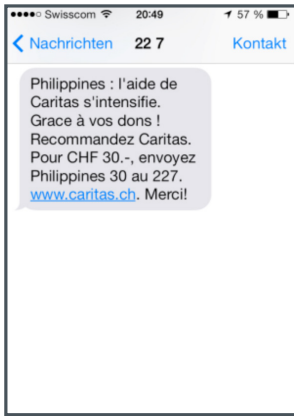 Swisscom 20:49 57 %
Nachrichten 22 7 Kontakt
Philippines : l'aide de
Caritas s'intensifie.
Grace à vos dons !
Recommandez Caritas.
Pour CHF 30.-, envoyez
Philippines 30 au 227.
www.caritas.ch. Merci!